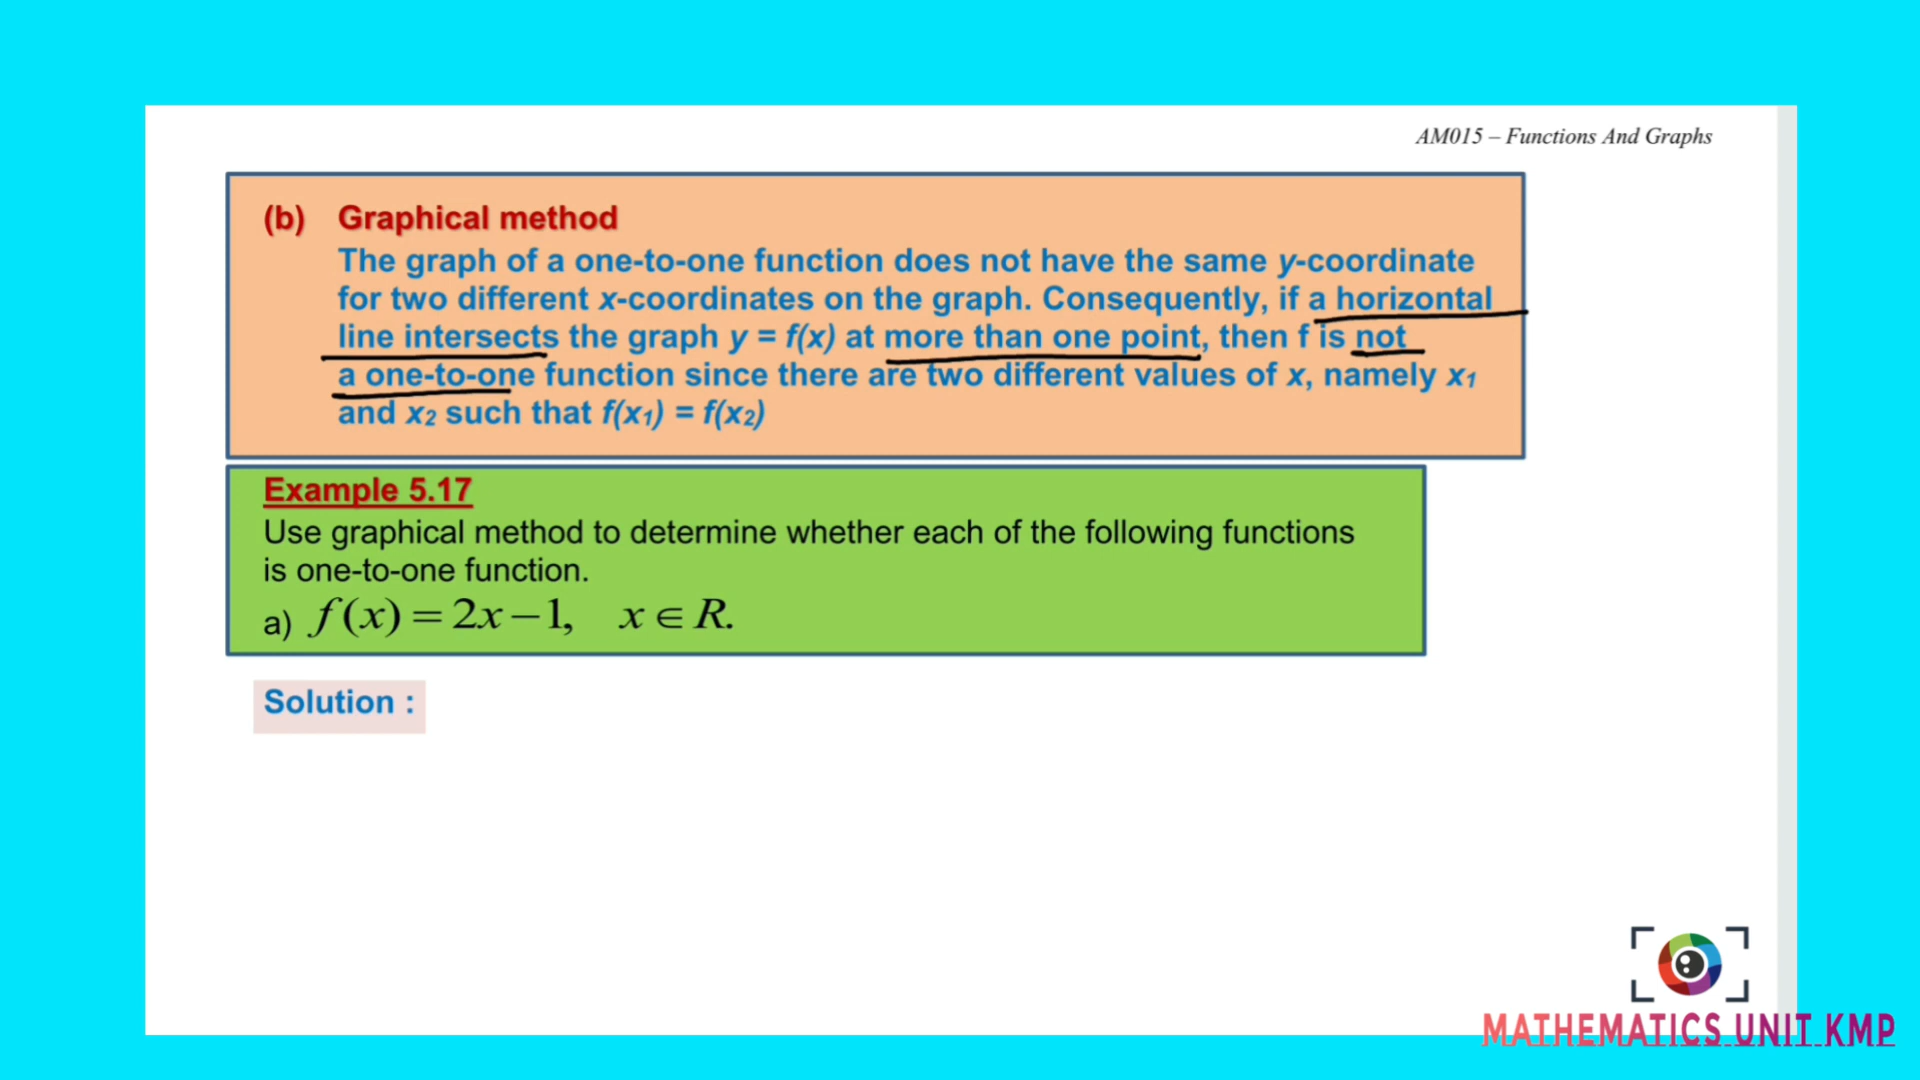 AM015 – Functions And Graphs
(b) Graphical method
The graph of a one-to-one function does not have the same y-coordinate
for two different x-coordinates on the graph. Consequently, if a horizontal
line intersects the graph y = f(x) at more than one point, then f is not
a one-to-one function since there are two different values of x, namely x₁
and x₂ such that f(x₁) = f(x₂)
Example 5.17
Use graphical method to determine whether each of the following functions
is one-to-one function.
a) f(x) = 2x – 1, x ∈ R.
Solution :
MATHEMATICS UNIT KMP